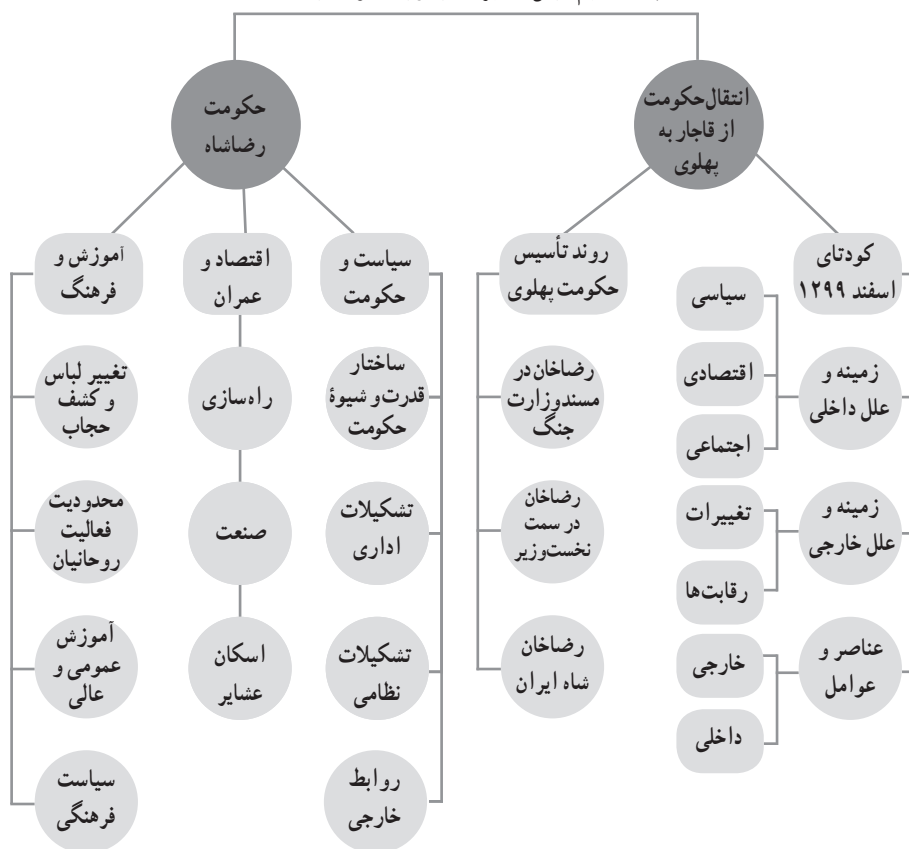 انتقال حکومت
از قاجار به
پهلوی
حکومت
رضاشاه
کودتای
اسفند ۱۲۹۹
زمینه و
علل داخلی
سیاسی
اقتصادی
اجتماعی
زمینه و
علل خارجی
تغییرات
رقابت‌ها
عناصر و
عوامل
خارجی
داخلی
روند تأسیس
حکومت پهلوی
رضاخان در
مسند وزارت
جنگ
رضاخان
در سمت
نخست‌وزیر
رضاخان
شاه ایران
سیاست و
حکومت
ساختار
قدرت و شیوۀ
حکومت
تشکیلات
اداری
تشکیلات
نظامی
روابط
خارجی
اقتصاد و
عمران
راه‌سازی
صنعت
اسکان
عشایر
آموزش و
فرهنگ
تغییر لباس
و کشف
حجاب
محدودیت
فعالیت
روحانیان
آموزش
عمومی و
عالی
سیاست
فرهنگی